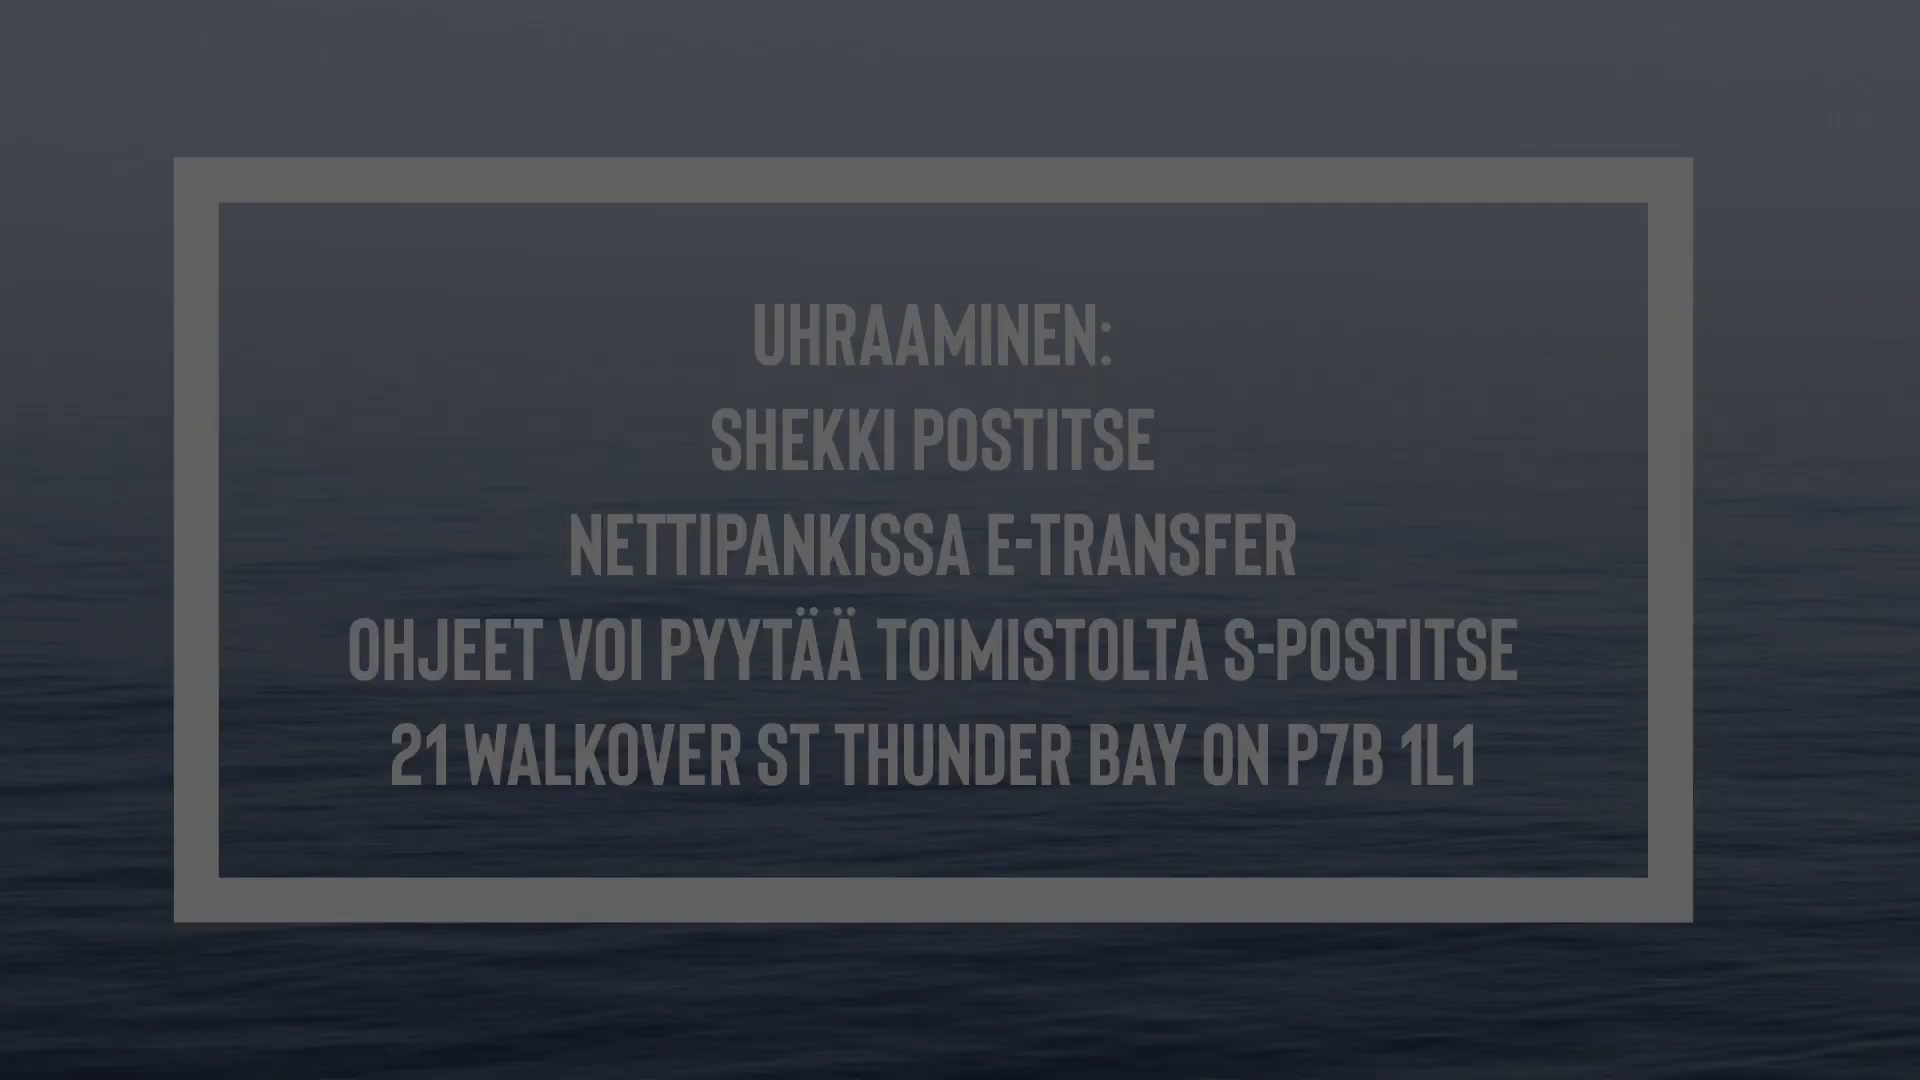 UHRAAMINEN:
SHEKKI POSTITSE
NETTIPANKISSA E-TRANSFER
OHJEET VOI PYYTÄÄ TOIMISTOLTA S-POSTITSE
21 WALKOVER ST THUNDER BAY ON P7B 1L1